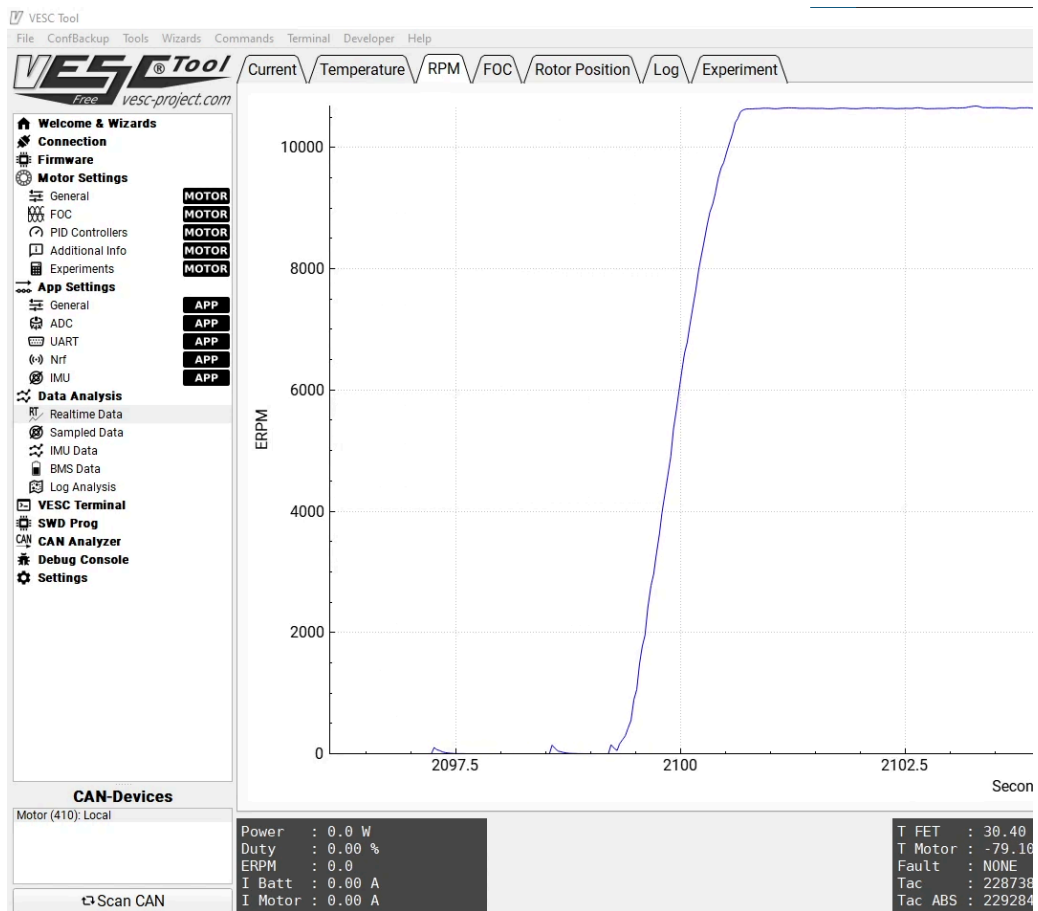 VESC Tool
File ConfBackup Tools Wizards Commands Terminal Developer Help
VESC® Tool
Free vesc-project.com
Welcome & Wizards
Connection
Firmware
Motor Settings
General MOTOR
FOC MOTOR
PID Controllers MOTOR
Additional Info MOTOR
Experiments MOTOR
App Settings
General APP
ADC APP
UART APP
Nrf APP
IMU APP
Data Analysis
RT Realtime Data
Sampled Data
IMU Data
BMS Data
Log Analysis
VESC Terminal
SWD Prog
CAN CAN Analyzer
Debug Console
Settings
CAN-Devices
Motor (410): Local
Scan CAN
Current Temperature RPM FOC Rotor Position Log Experiment
10000
8000
6000
4000
2000
0
ERPM
2097.5 2100 2102.5
Secon
Power : 0.0 W
Duty : 0.00 %
ERPM : 0.0
I Batt : 0.00 A
I Motor : 0.00 A
T FET : 30.40
T Motor : -79.10
Fault : NONE
Tac : 228738
Tac ABS : 229284